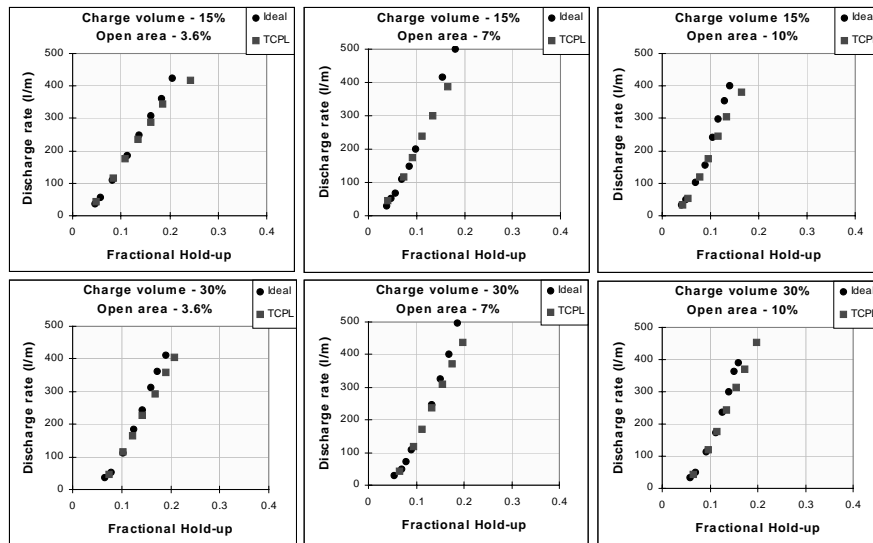 Charge volume - 15%
Open area - 3.6%
Ideal
TCPL
Discharge rate (l/m)
500
400
300
200
100
0
0 0.1 0.2 0.3 0.4
Fractional Hold-up
Charge volume - 15%
Open area - 7%
Ideal
TCPL
Discharge rate (l/m)
500
400
300
200
100
0
0 0.1 0.2 0.3 0.4
Fractional Hold-up
Charge volume 15%
Open area - 10%
Ideal
Discharge rate (l/m)
500
400
300
200
100
0
0 0.1 0.2 0.3 0.4
Fractional Hold-up
Charge volume - 30%
Open area - 3.6%
Ideal
TCPL
Discharge rate (l/m)
500
400
300
200
100
0
0 0.1 0.2 0.3 0.4
Fractional Hold-up
Charge volume - 30%
Open area - 7%
Ideal
TCPL
Discharge rate (l/m)
500
400
300
200
100
0
0 0.1 0.2 0.3 0.4
Fractional Hold-up
Charge volume 30%
Open area - 10%
Ideal
TCPL
Discharge rate (l/m)
500
400
300
200
100
0
0 0.1 0.2 0.3 0.4
Fractional Hold-up